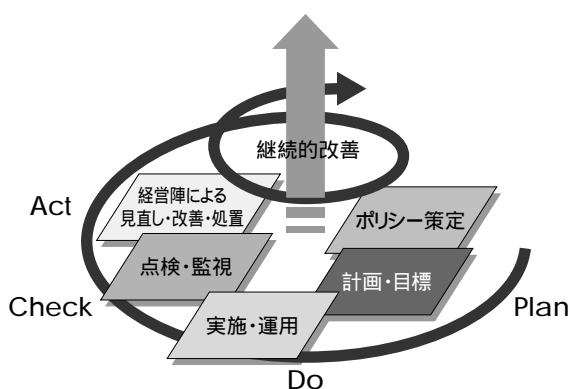 継続的改善
経営陣による
見直し・改善・処置
ポリシー策定
Act
点検・監視
計画・目標
Check
Plan
実施・運用
Do